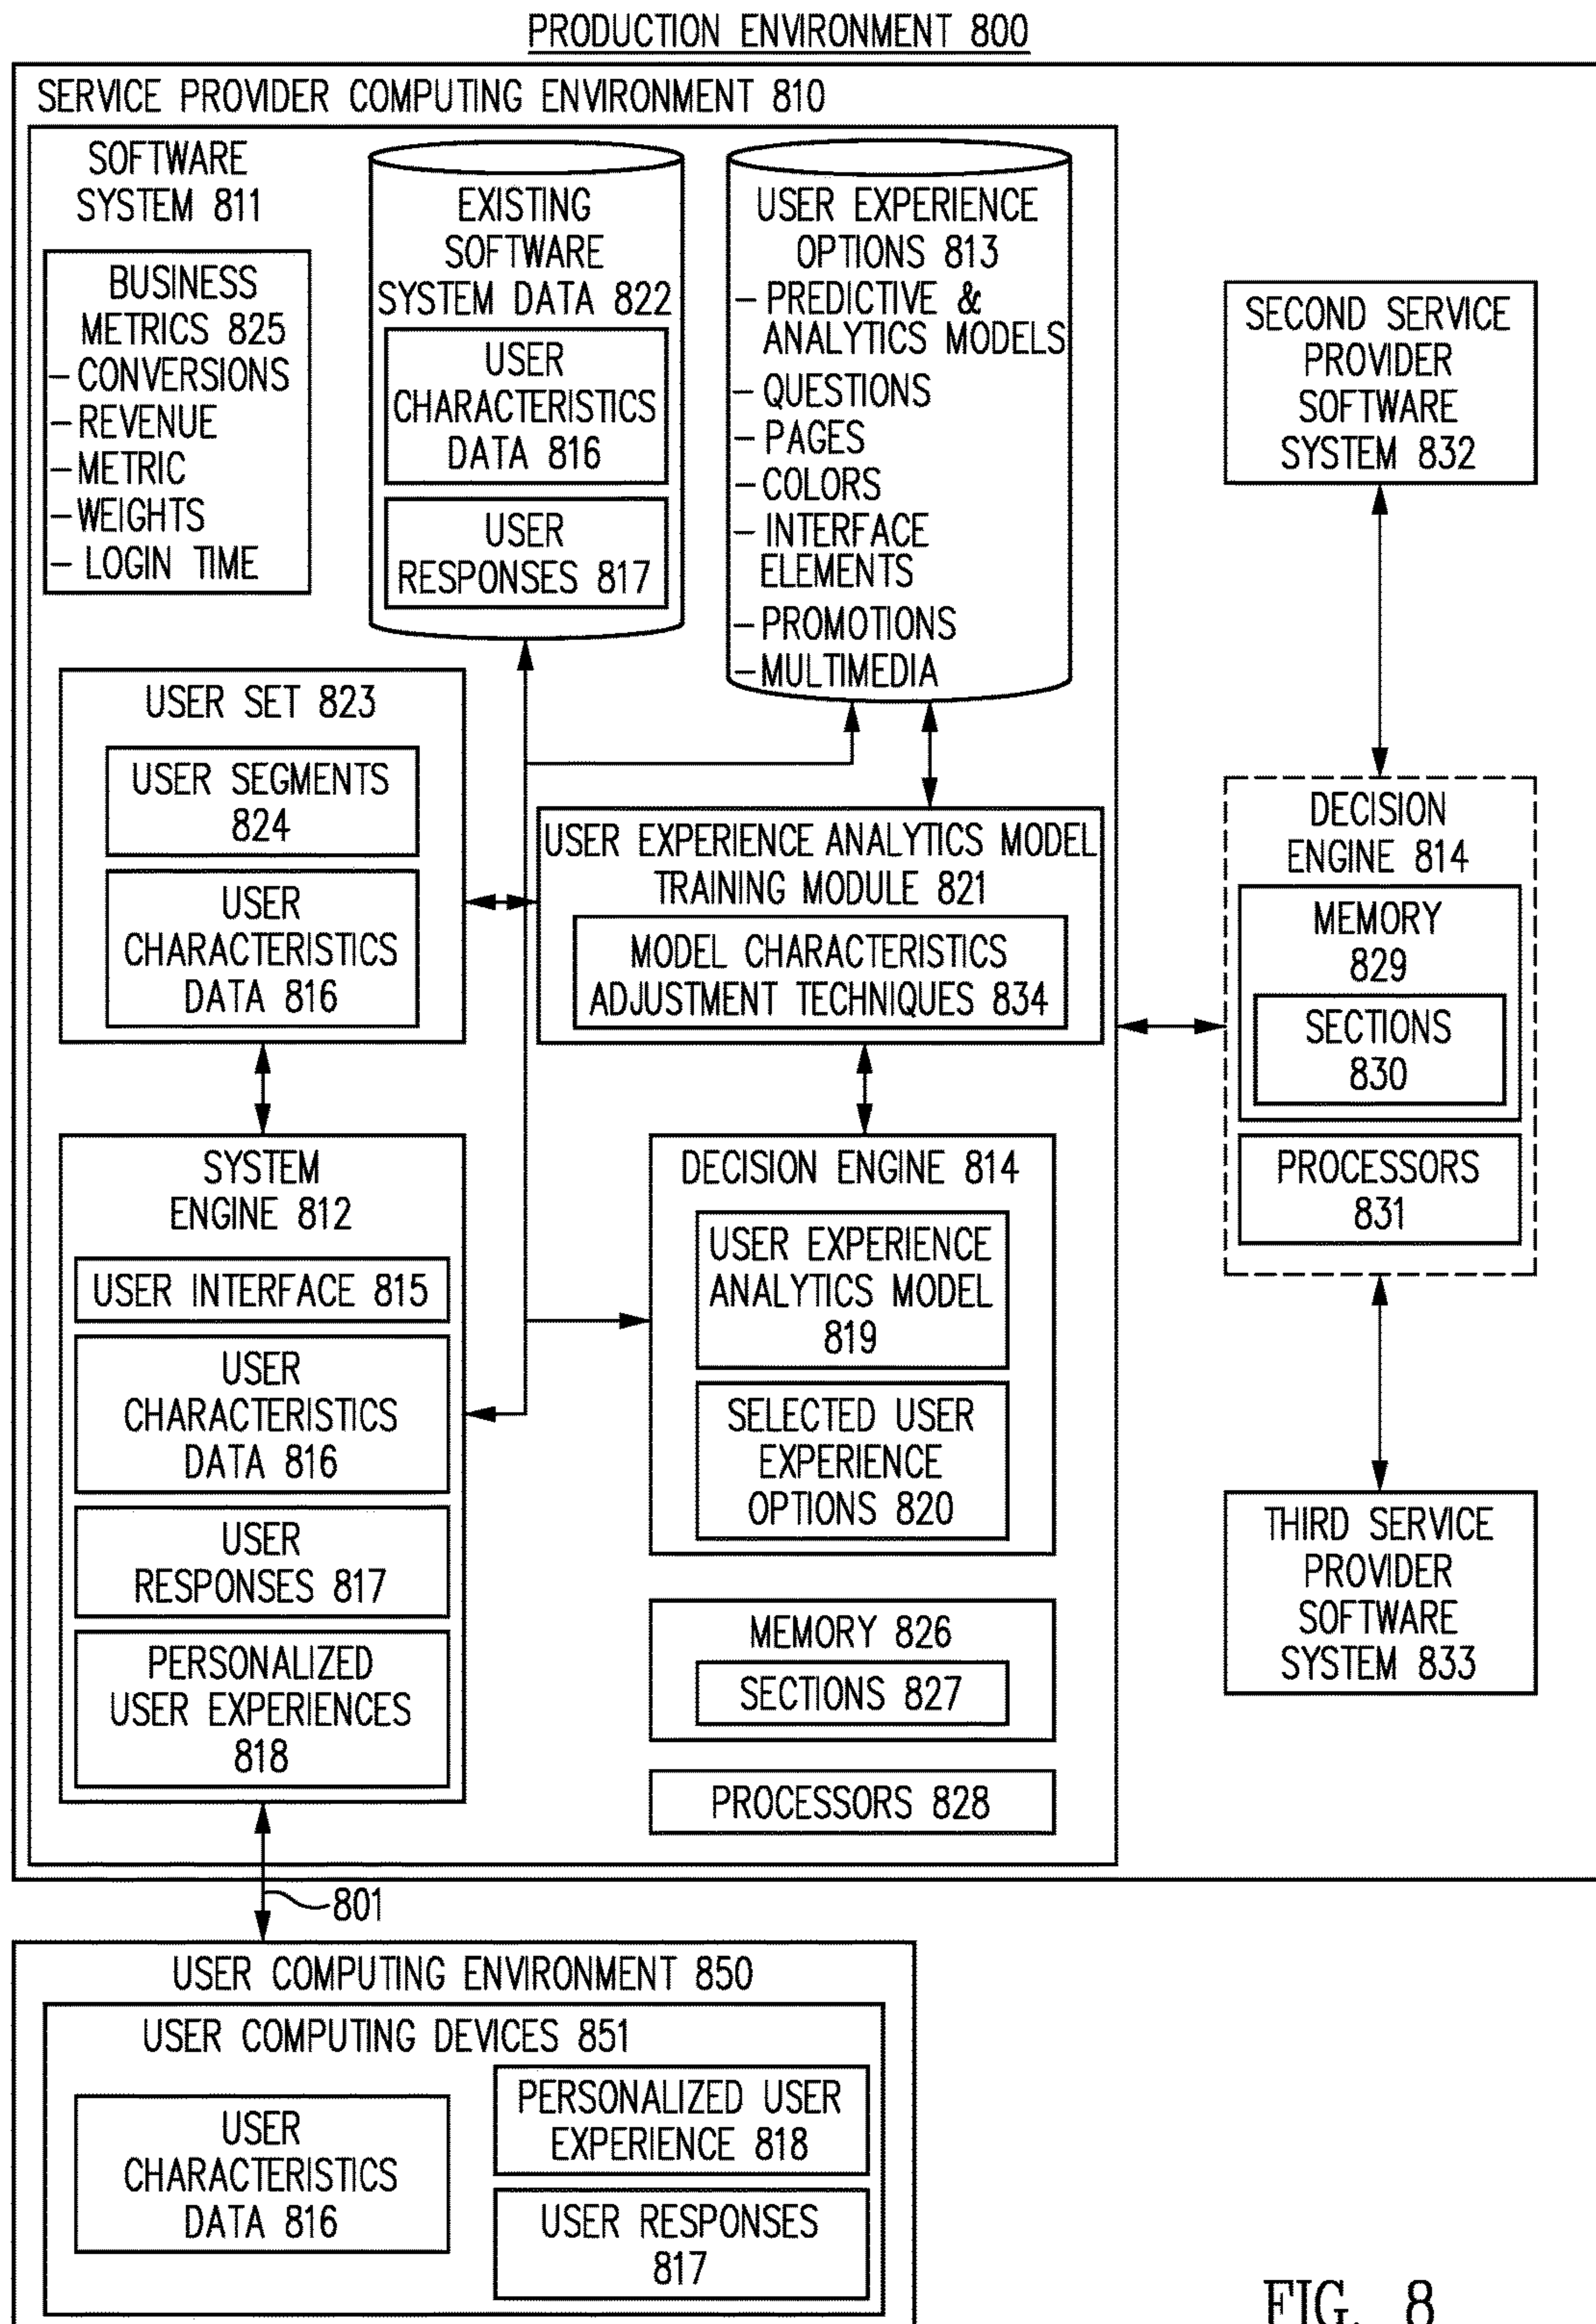 PRODUCTION ENVIRONMENT 800
SERVICE PROVIDER COMPUTING ENVIRONMENT 810
SOFTWARE
SYSTEM 811
BUSINESS
METRICS 825
– CONVERSIONS
– REVENUE
– METRIC
– WEIGHTS
– LOGIN TIME
EXISTING
SOFTWARE
SYSTEM DATA 822
USER
CHARACTERISTICS
DATA 816
USER
RESPONSES 817
USER EXPERIENCE
OPTIONS 813
– PREDICTIVE &
ANALYTICS MODELS
– QUESTIONS
– PAGES
– COLORS
– INTERFACE
ELEMENTS
– PROMOTIONS
– MULTIMEDIA
SECOND SERVICE
PROVIDER
SOFTWARE
SYSTEM 832
USER SET 823
USER SEGMENTS
824
USER
CHARACTERISTICS
DATA 816
USER EXPERIENCE ANALYTICS MODEL
TRAINING MODULE 821
MODEL CHARACTERISTICS
ADJUSTMENT TECHNIQUES 834
DECISION
ENGINE 814
MEMORY
829
SECTIONS
830
PROCESSORS
831
SYSTEM
ENGINE 812
USER INTERFACE 815
USER
CHARACTERISTICS
DATA 816
USER
RESPONSES 817
PERSONALIZED
USER EXPERIENCES
818
DECISION ENGINE 814
USER EXPERIENCE
ANALYTICS MODEL
819
SELECTED USER
EXPERIENCE
OPTIONS 820
MEMORY 826
SECTIONS 827
PROCESSORS 828
THIRD SERVICE
PROVIDER
SOFTWARE
SYSTEM 833
801
USER COMPUTING ENVIRONMENT 850
USER COMPUTING DEVICES 851
USER
CHARACTERISTICS
DATA 816
PERSONALIZED USER
EXPERIENCE 818
USER RESPONSES
817
FIG. 8